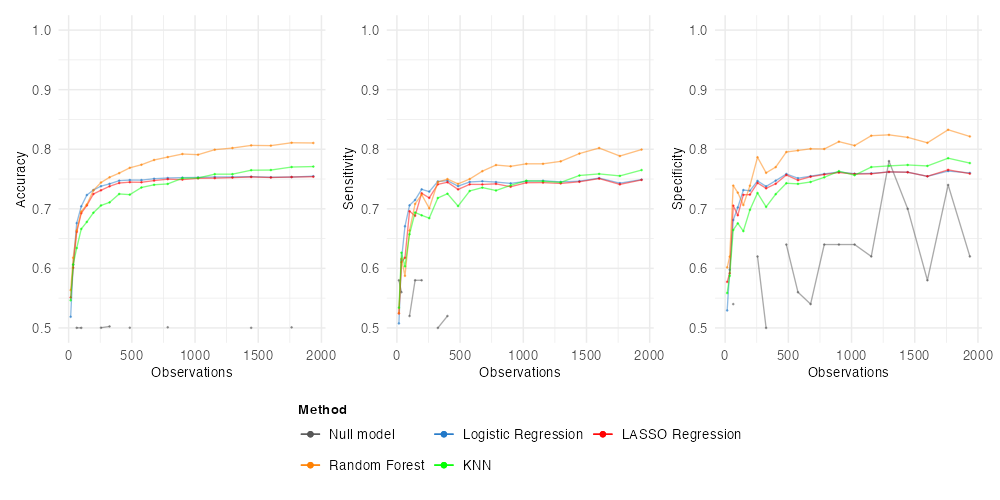 Accuracy
1.0
0.9
0.8
0.7
0.6
0.5
0 500 1000 1500 2000
Observations
Sensitivity
1.0
0.9
0.8
0.7
0.6
0.5
0 500 1000 1500 2000
Observations
Specificity
1.0
0.9
0.8
0.7
0.6
0.5
0 500 1000 1500 2000
Observations
Method
Null model Logistic Regression LASSO Regression
Random Forest KNN